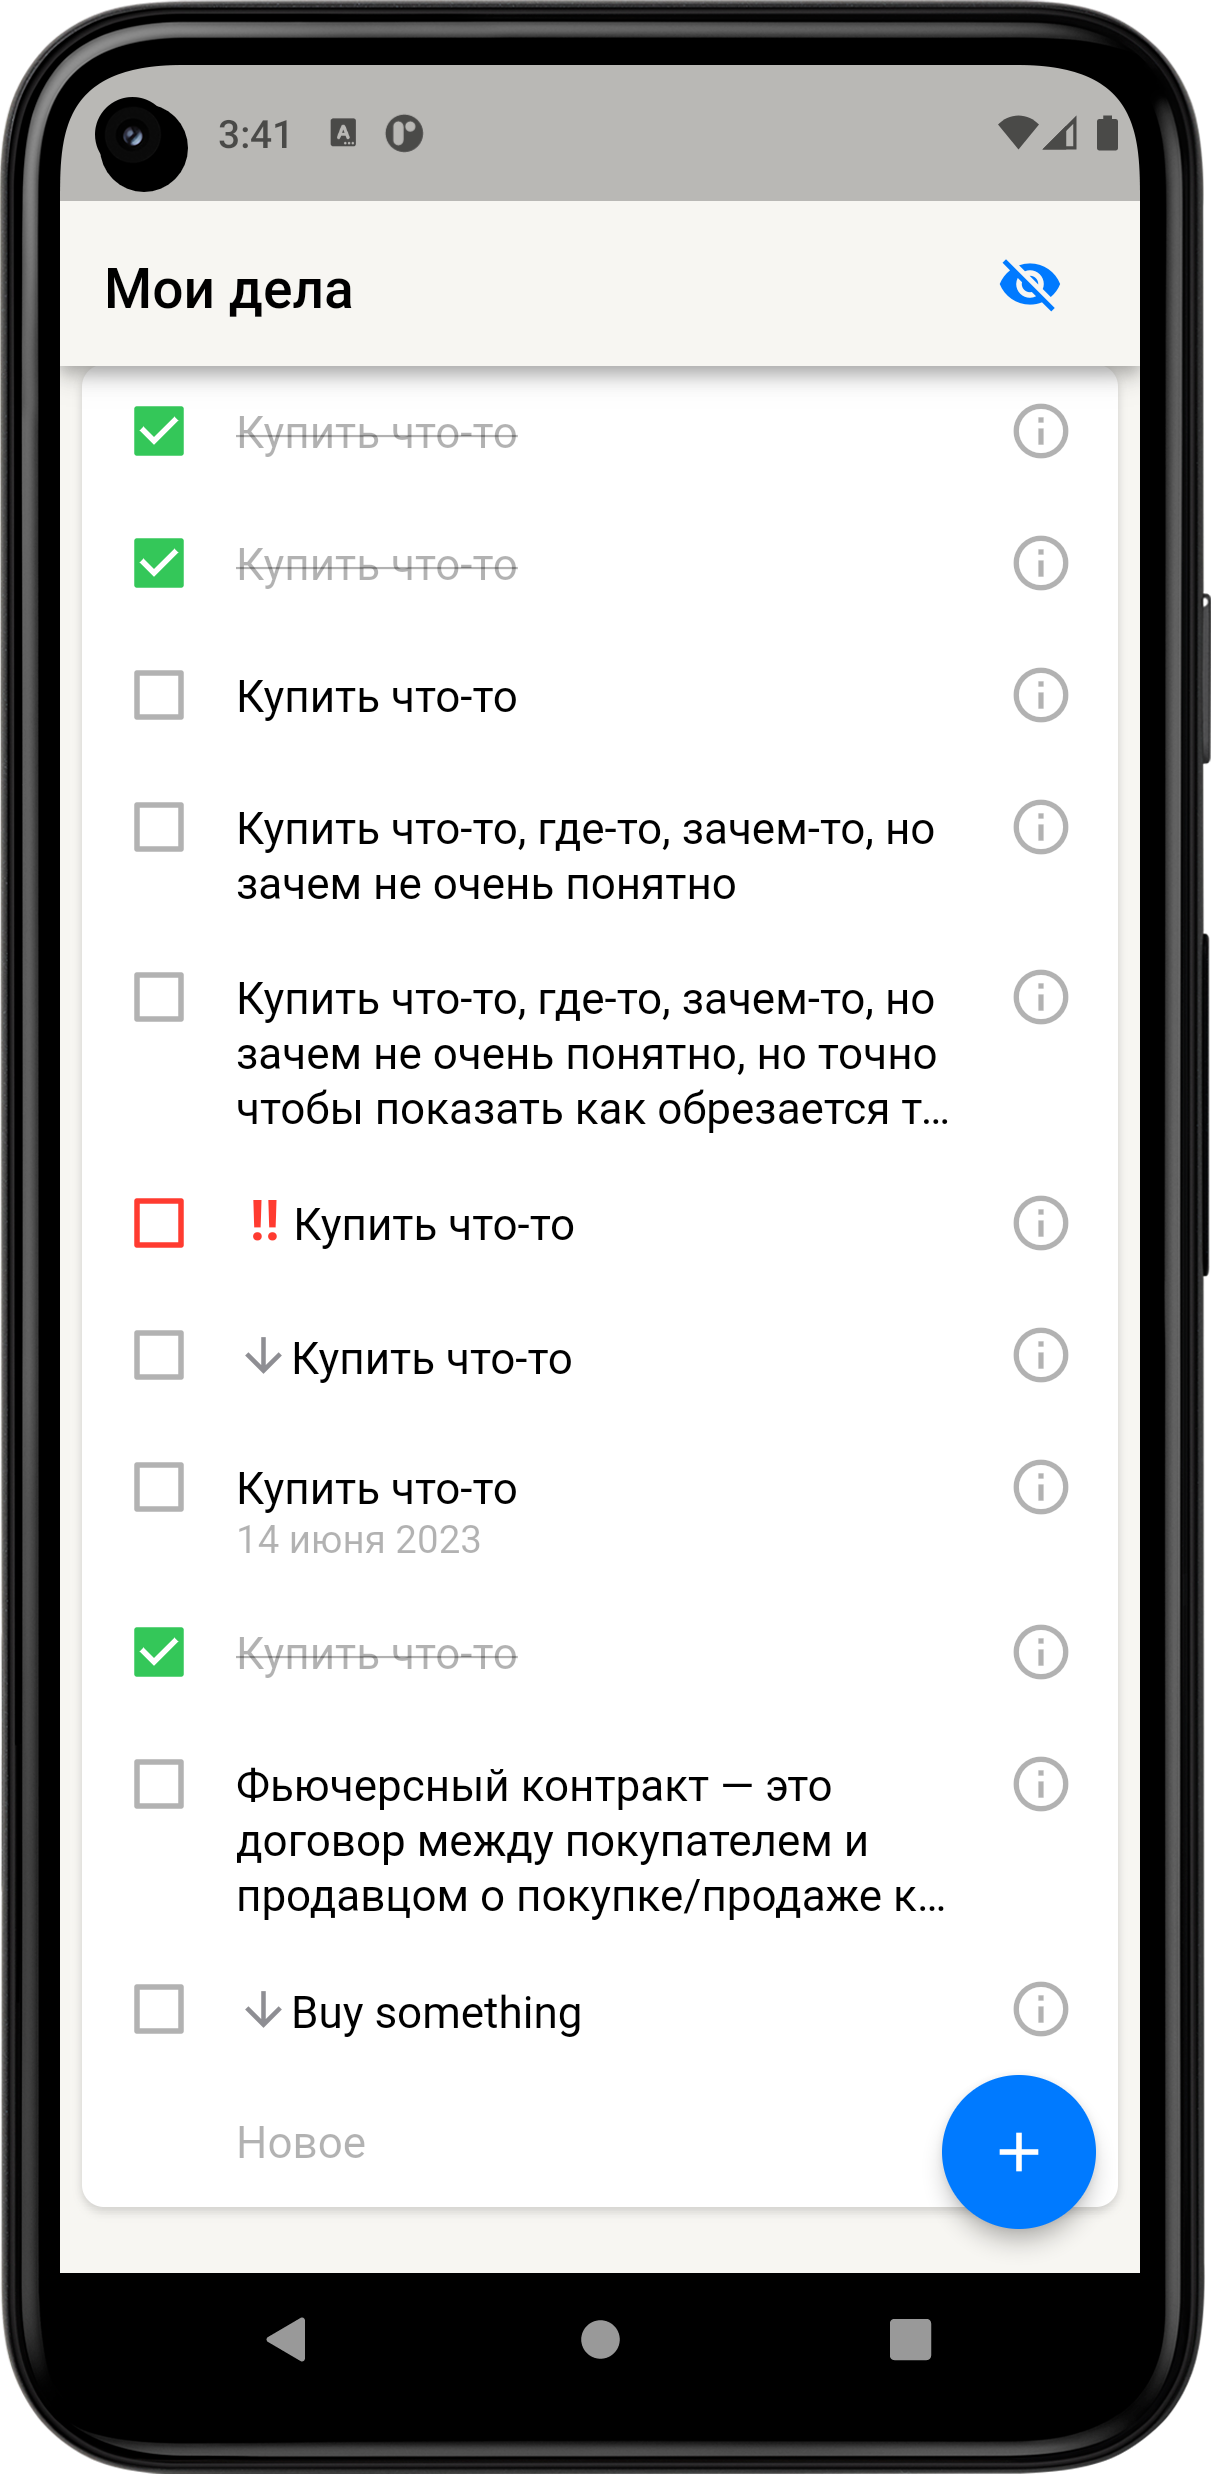 3:41
Мои дела
Купить что-то
Купить что-то
Купить что-то
Купить что-то, где-то, зачем-то, но
зачем не очень понятно
Купить что-то, где-то, зачем-то, но
зачем не очень понятно, но точно
чтобы показать как обрезается т...
!! Купить что-то
↓ Купить что-то
Купить что-то
14 июня 2023
Купить что-то
Фьючерсный контракт — это
договор между покупателем и
продавцом о покупке/продаже к...
↓ Buy something
Новое